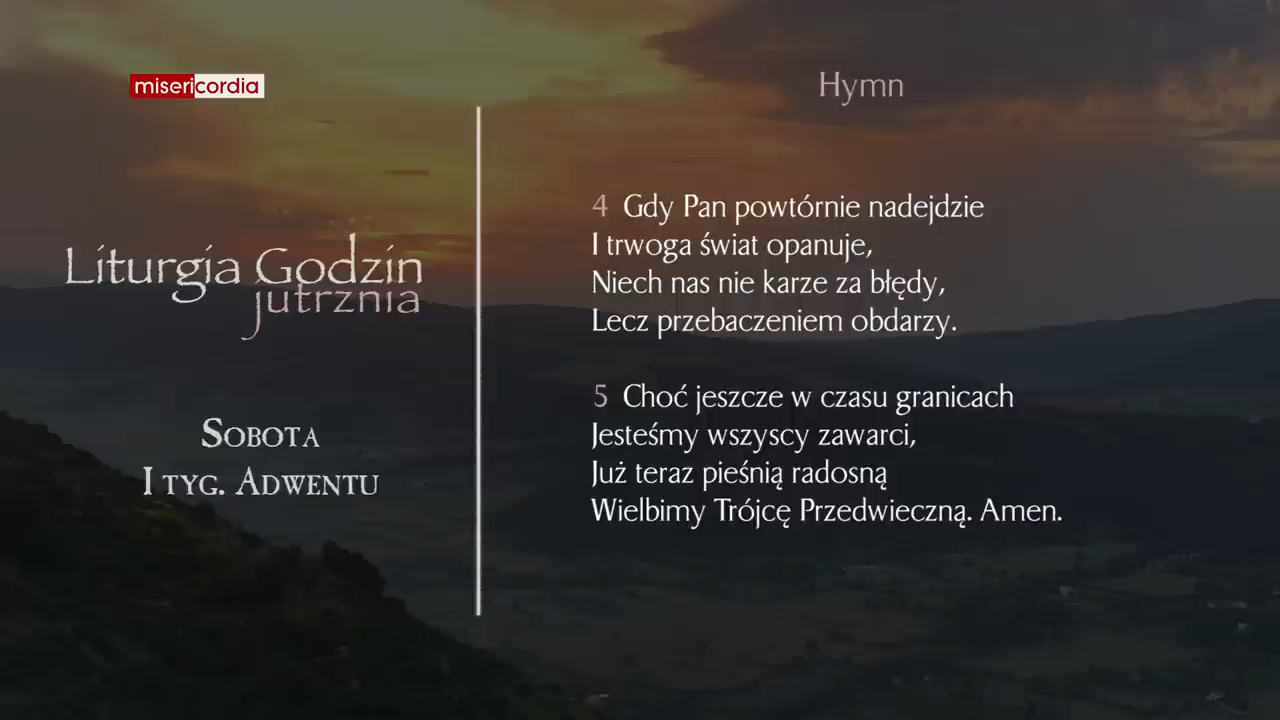 misericordia
Liturgia Godzin
jutrznia
Sobota
I tyg. Adwentu
Hymn
4 Gdy Pan powtórnie nadejdzie
I trwoga świat opanuje,
Niech nas nie karze za błędy,
Lecz przebaczeniem obdarzy.
5 Choć jeszcze w czasu granicach
Jesteśmy wszyscy zawarci,
Już teraz pieśnią radosną
Wielbimy Trójcę Przedwieczną. Amen.